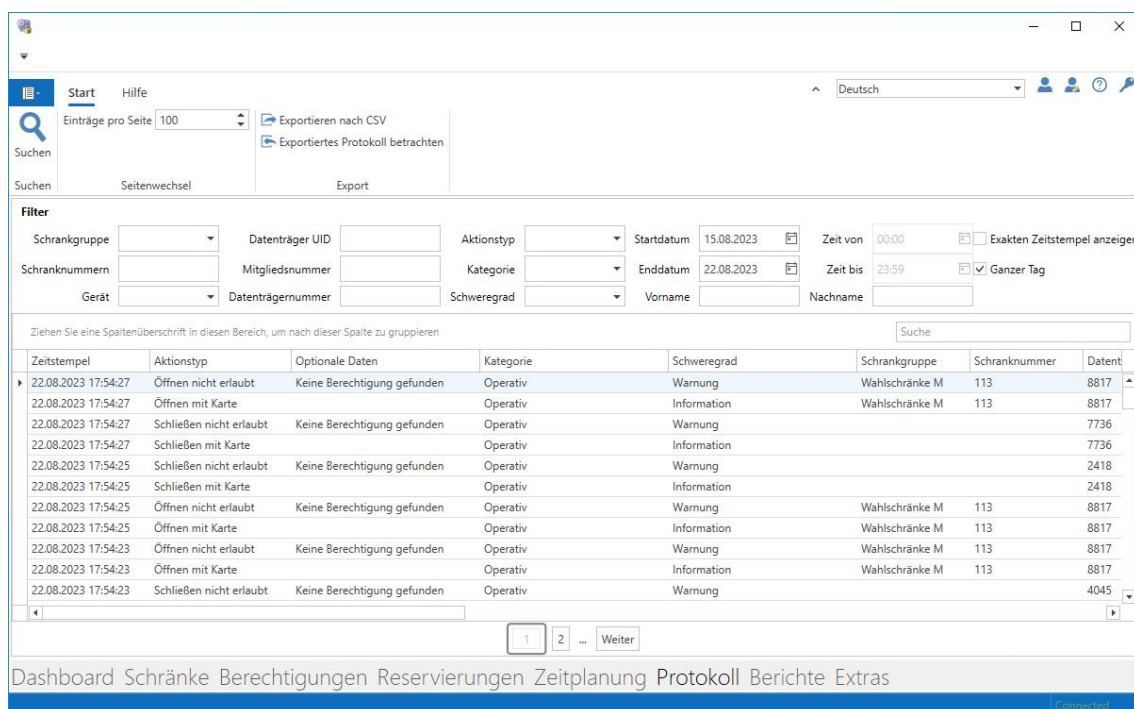 Start Hilfe Deutsch
Einträge pro Seite 100 Exportieren nach CSV
Suchen Exportiertes Protokoll betrachten
Suchen Seitenwechsel Export
Filter
Schrankgruppe Datenträger UID Aktionstyp Startdatum 15.08.2023 Zeit von 00:00 Exakten Zeitstempel anzeigen
Schranknummern Mitgliedsnummer Kategorie Enddatum 22.08.2023 Zeit bis 23:59 Ganzer Tag
Gerät Datenträgernummer Schweregrad Vorname Nachname
Ziehen Sie eine Spaltenüberschrift in diesen Bereich, um nach dieser Spalte zu gruppieren Suche
Zeitstempel Aktionstyp Optionale Daten Kategorie Schweregrad Schrankgruppe Schranknummer Datent
22.08.2023 17:54:27 Öffnen nicht erlaubt Keine Berechtigung gefunden Operativ Warnung Wahlschränke M 113 8817
22.08.2023 17:54:27 Öffnen mit Karte Operativ Information Wahlschränke M 113 8817
22.08.2023 17:54:27 Schließen nicht erlaubt Keine Berechtigung gefunden Operativ Warnung 7736
22.08.2023 17:54:27 Schließen mit Karte Operativ Information 7736
22.08.2023 17:54:25 Schließen nicht erlaubt Keine Berechtigung gefunden Operativ Warnung 2418
22.08.2023 17:54:25 Schließen mit Karte Operativ Information 2418
22.08.2023 17:54:25 Öffnen nicht erlaubt Keine Berechtigung gefunden Operativ Warnung Wahlschränke M 113 8817
22.08.2023 17:54:25 Öffnen mit Karte Operativ Information Wahlschränke M 113 8817
22.08.2023 17:54:23 Öffnen nicht erlaubt Keine Berechtigung gefunden Operativ Warnung Wahlschränke M 113 8817
22.08.2023 17:54:23 Öffnen mit Karte Operativ Information Wahlschränke M 113 8817
22.08.2023 17:54:23 Schließen nicht erlaubt Keine Berechtigung gefunden Operativ Warnung 4045
1 2 ... Weiter
Dashboard Schränke Berechtigungen Reservierungen Zeitplanung Protokoll Berichte Extras
Connected